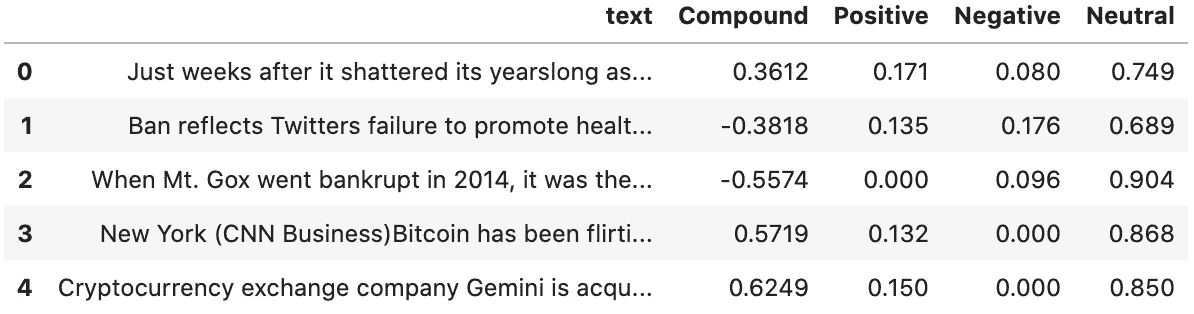 text Compound Positive Negative Neutral
0 Just weeks after it shattered its yearslong as... 0.3612 0.171 0.080 0.749
1 Ban reflects Twitters failure to promote healt... -0.3818 0.135 0.176 0.689
2 When Mt. Gox went bankrupt in 2014, it was the... -0.5574 0.000 0.096 0.904
3 New York (CNN Business)Bitcoin has been flirti... 0.5719 0.132 0.000 0.868
4 Cryptocurrency exchange company Gemini is acqu... 0.6249 0.150 0.000 0.850